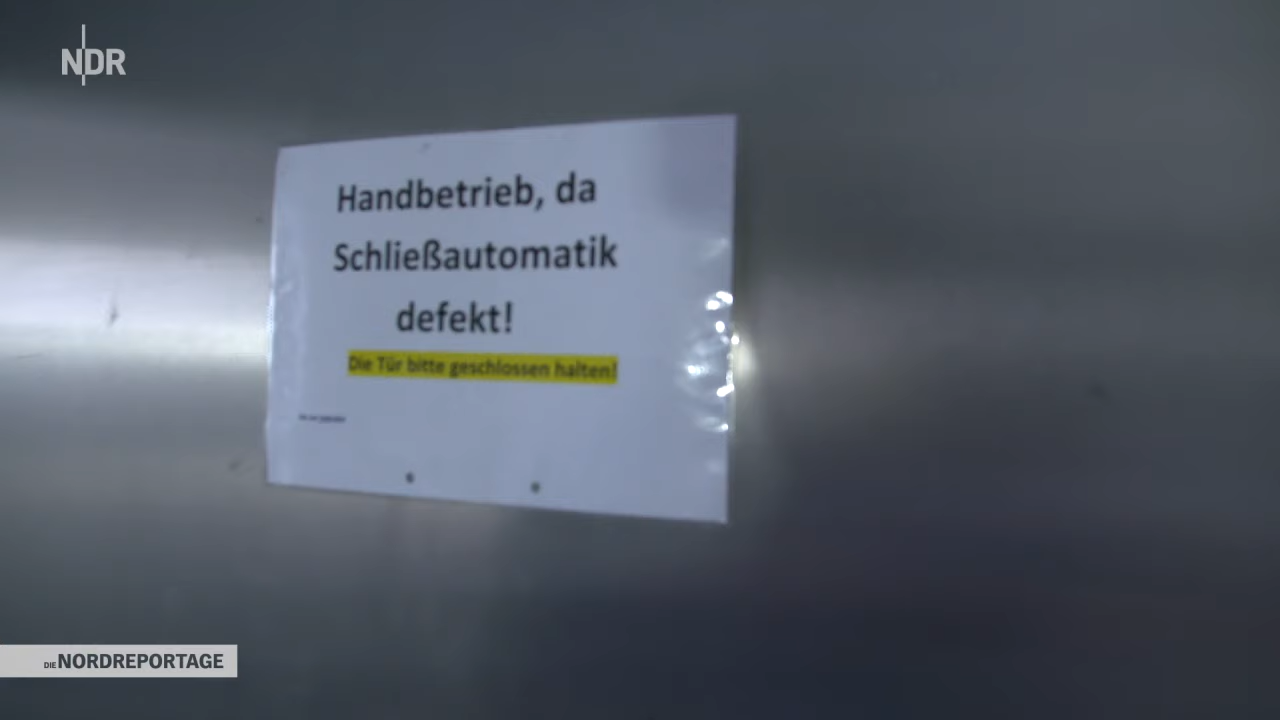 NDR
Handbetrieb, da
Schließautomatik
defekt!
Die Tür bitte geschlossen halten!
DIE NORDREPORTAGE